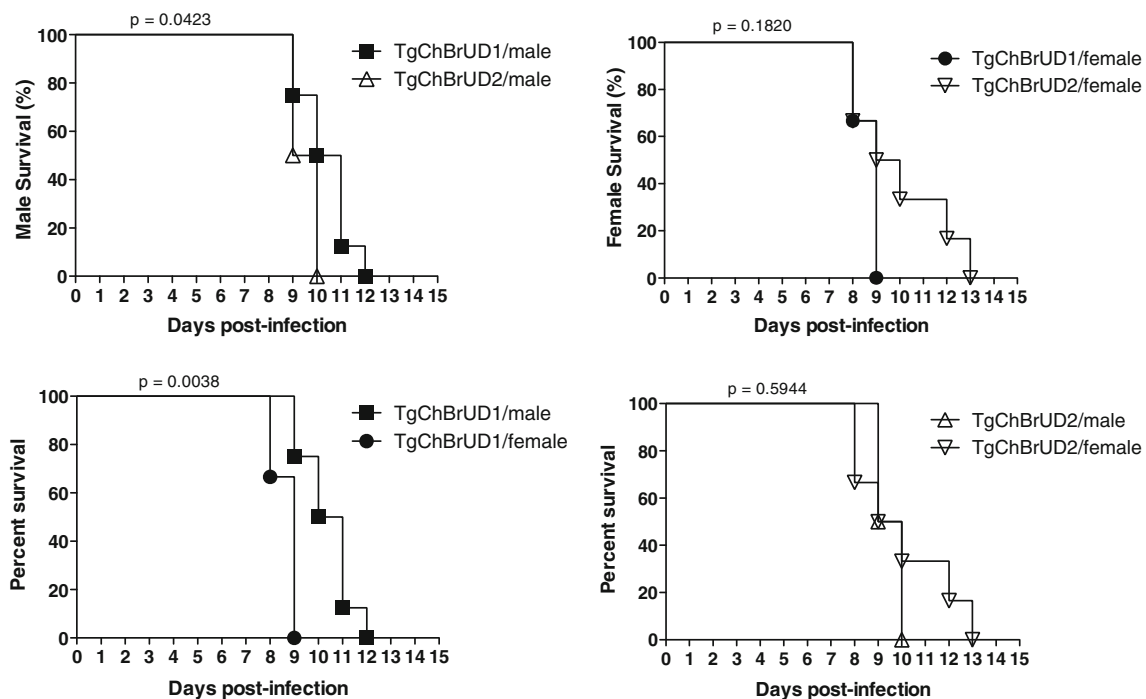 p = 0.0423
TgChBrUD1/male
TgChBrUD2/male
Male Survival (%)
100
80
60
40
20
0
0 1 2 3 4 5 6 7 8 9 10 11 12 13 14 15
Days post-infection
p = 0.1820
TgChBrUD1/female
TgChBrUD2/female
Female Survival (%)
100
80
60
40
20
0
0 1 2 3 4 5 6 7 8 9 10 11 12 13 14 15
Days post-infection
p = 0.0038
TgChBrUD1/male
TgChBrUD1/female
Percent survival
100
80
60
40
20
0
0 1 2 3 4 5 6 7 8 9 10 11 12 13 14 15
Days post-infection
p = 0.5944
TgChBrUD2/male
TgChBrUD2/female
Percent survival
100
80
60
40
20
0
0 1 2 3 4 5 6 7 8 9 10 11 12 13 14 15
Days post-infection